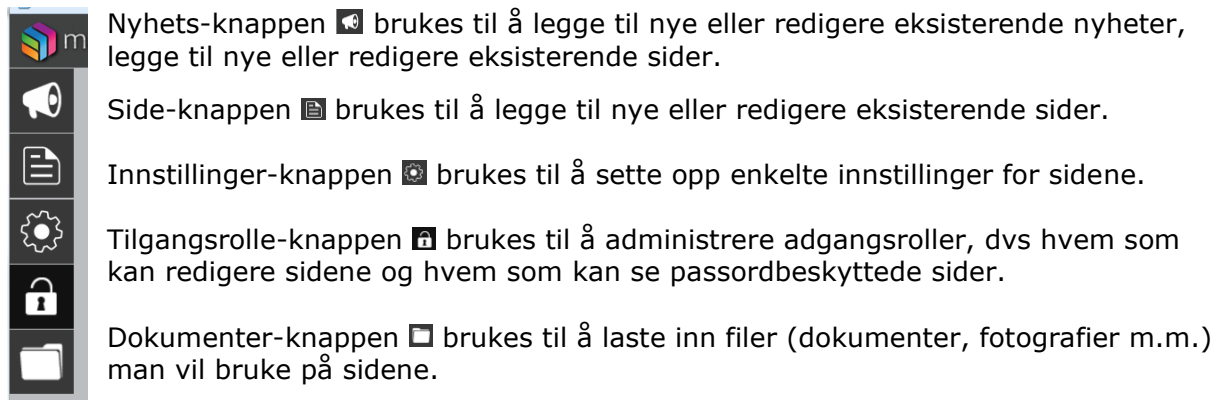 m
Nyhets-knappen brukes til å legge til nye eller redigere eksisterende nyheter,
legge til nye eller redigere eksisterende sider.
Side-knappen brukes til å legge til nye eller redigere eksisterende sider.
Innstillinger-knappen brukes til å sette opp enkelte innstillinger for sidene.
Tilgangsrolle-knappen brukes til å administrere adgangsroller, dvs hvem som
kan redigere sidene og hvem som kan se passordbeskyttede sider.
Dokumenter-knappen brukes til å laste inn filer (dokumenter, fotografier m.m.)
man vil bruke på sidene.